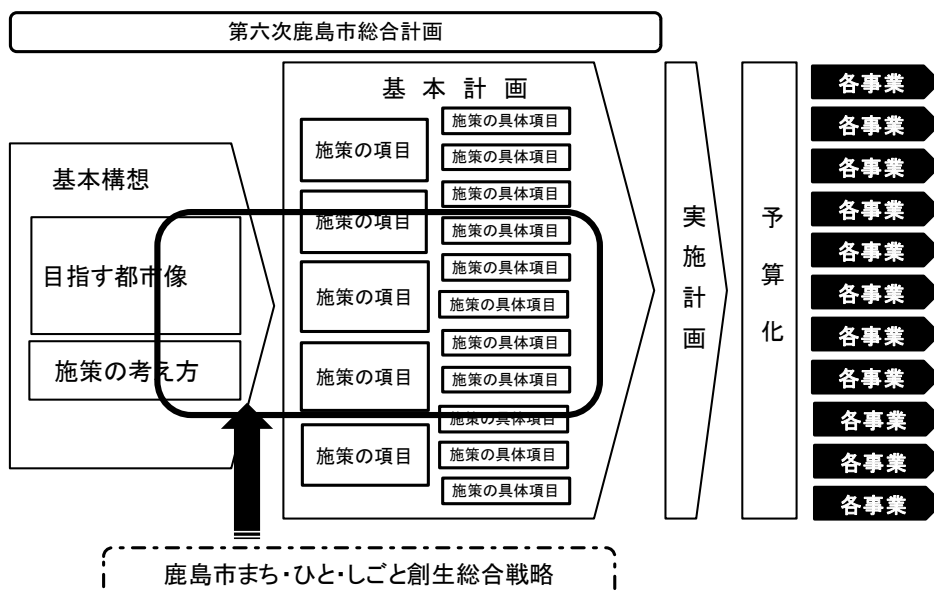 第六次鹿島市総合計画
基本構想
目指す都市像
施策の考え方
基本計画
施策の項目
施策の項目
施策の項目
施策の項目
施策の項目
施策の具体項目
施策の具体項目
施策の具体項目
施策の具体項目
施策の具体項目
施策の具体項目
施策の具体項目
施策の具体項目
施策の具体項目
施策の具体項目
施策の具体項目
実施計画
予算化
各事業
各事業
各事業
各事業
各事業
各事業
各事業
各事業
各事業
各事業
各事業
鹿島市まち・ひと・しごと創生総合戦略